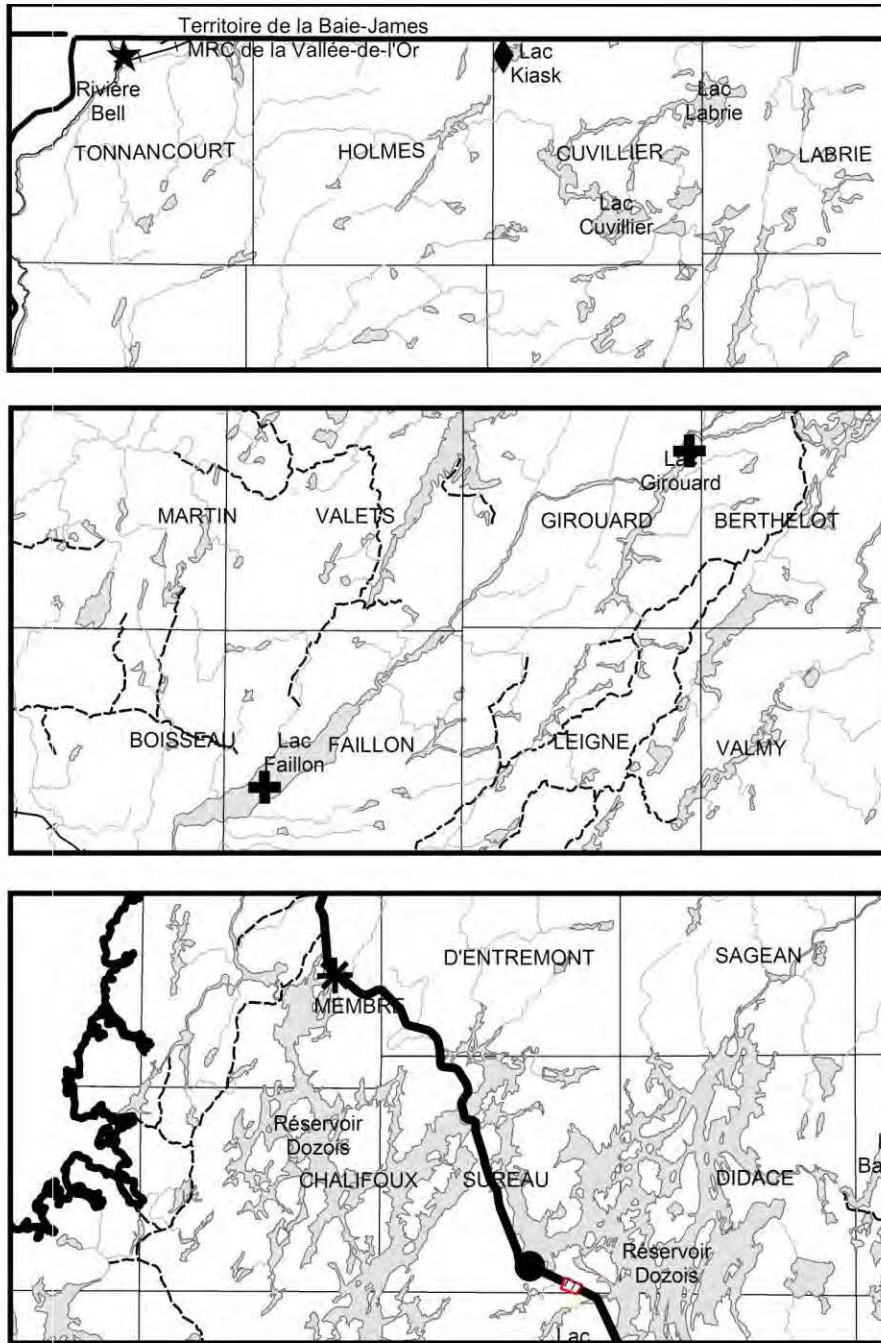 Territoire de la Baie-James
MRC de la Vallée-de-l'Or
Rivière
Bell
Lac
Kiask
Lac
Labrie
TONNANCOURT
HOLMES
CUVILLIER
LABRIE
Lac
Cuvillier
Lac
Girouard
MARTIN
VALETS
GIROUARD
BERTHELOT
BOISSEAU
Lac
Faillon
FAILLON
LEIGNE
VALMY
D'ENTREMONT
SAGEAN
MEMBRE
Réservoir
Dozois
CHALIFOUX
SUREAU
DIDACE
Ba
Réservoir
Dozois
Lac